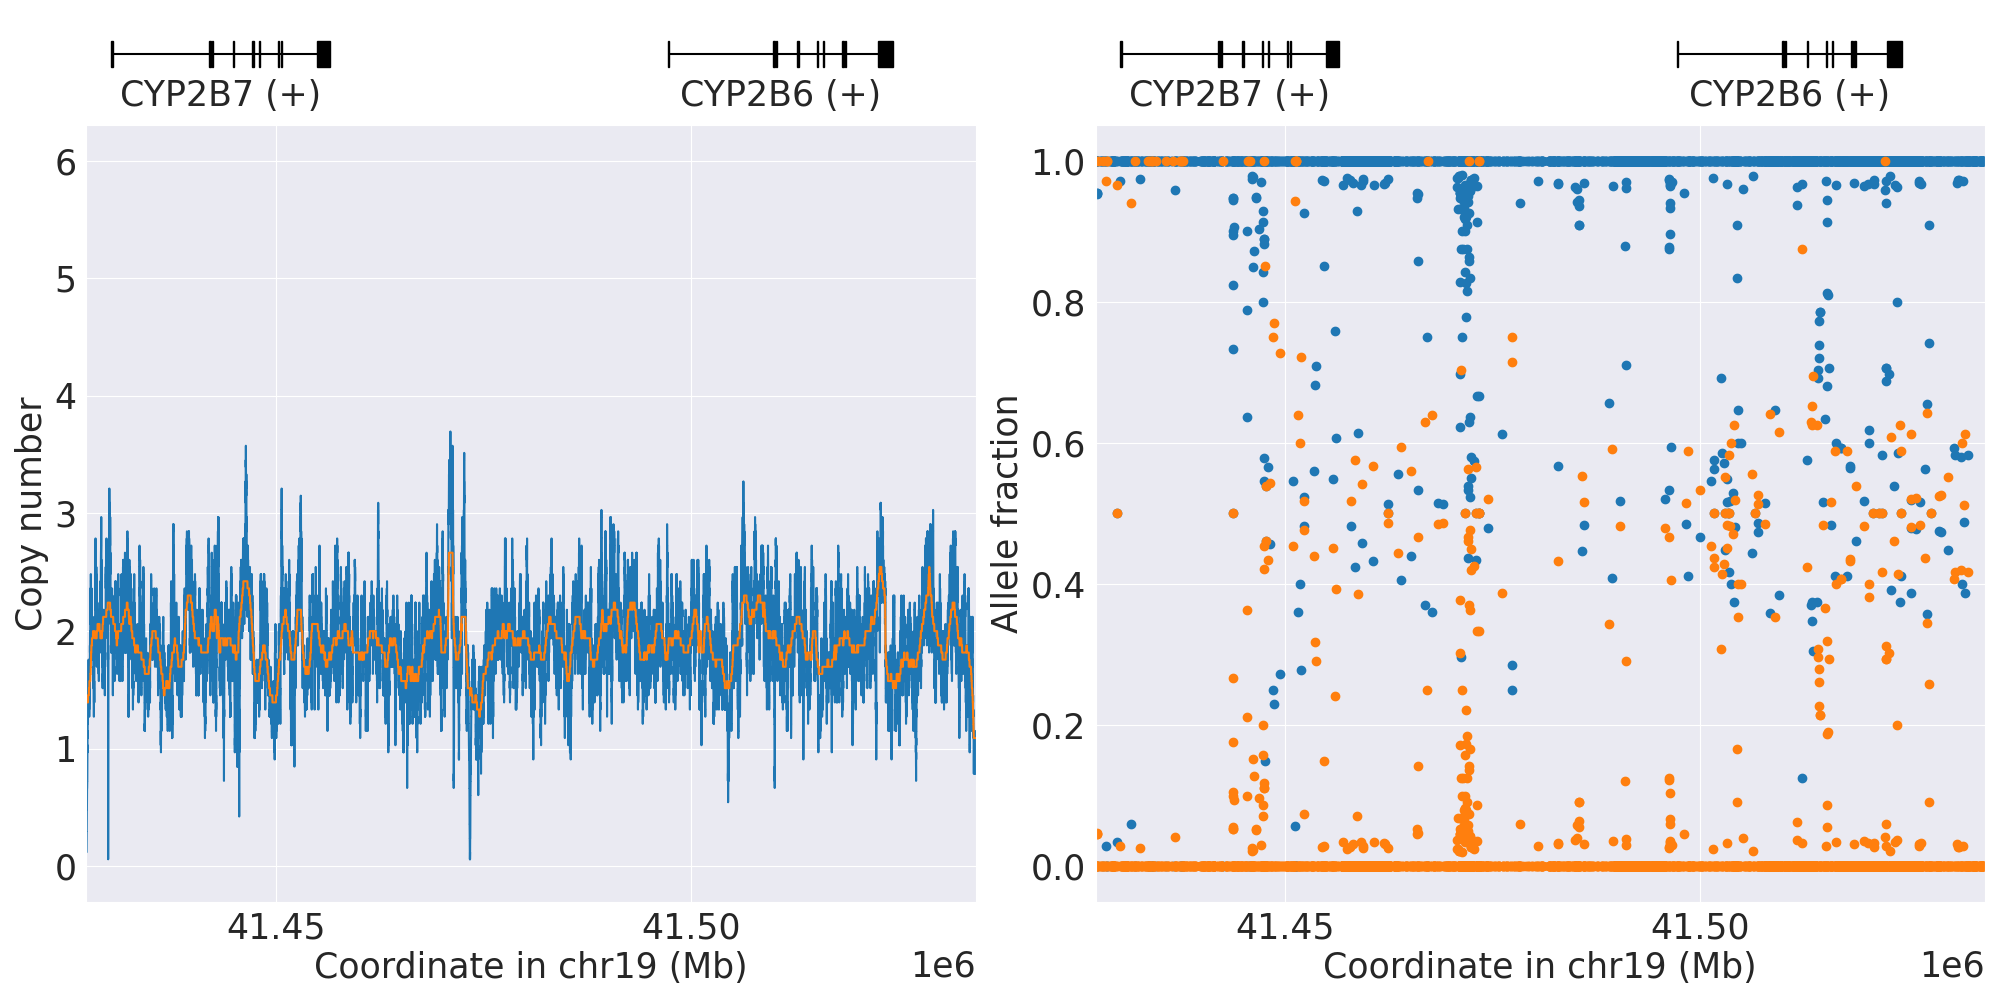 CYP2B7 (+) CYP2B6 (+)
6
5
4
3
2
1
0
Copy number
41.45 41.50
Coordinate in chr19 (Mb) 1e6
CYP2B7 (+) CYP2B6 (+)
1.0
0.8
0.6
0.4
0.2
0.0
Allele fraction
41.45 41.50
Coordinate in chr19 (Mb) 1e6